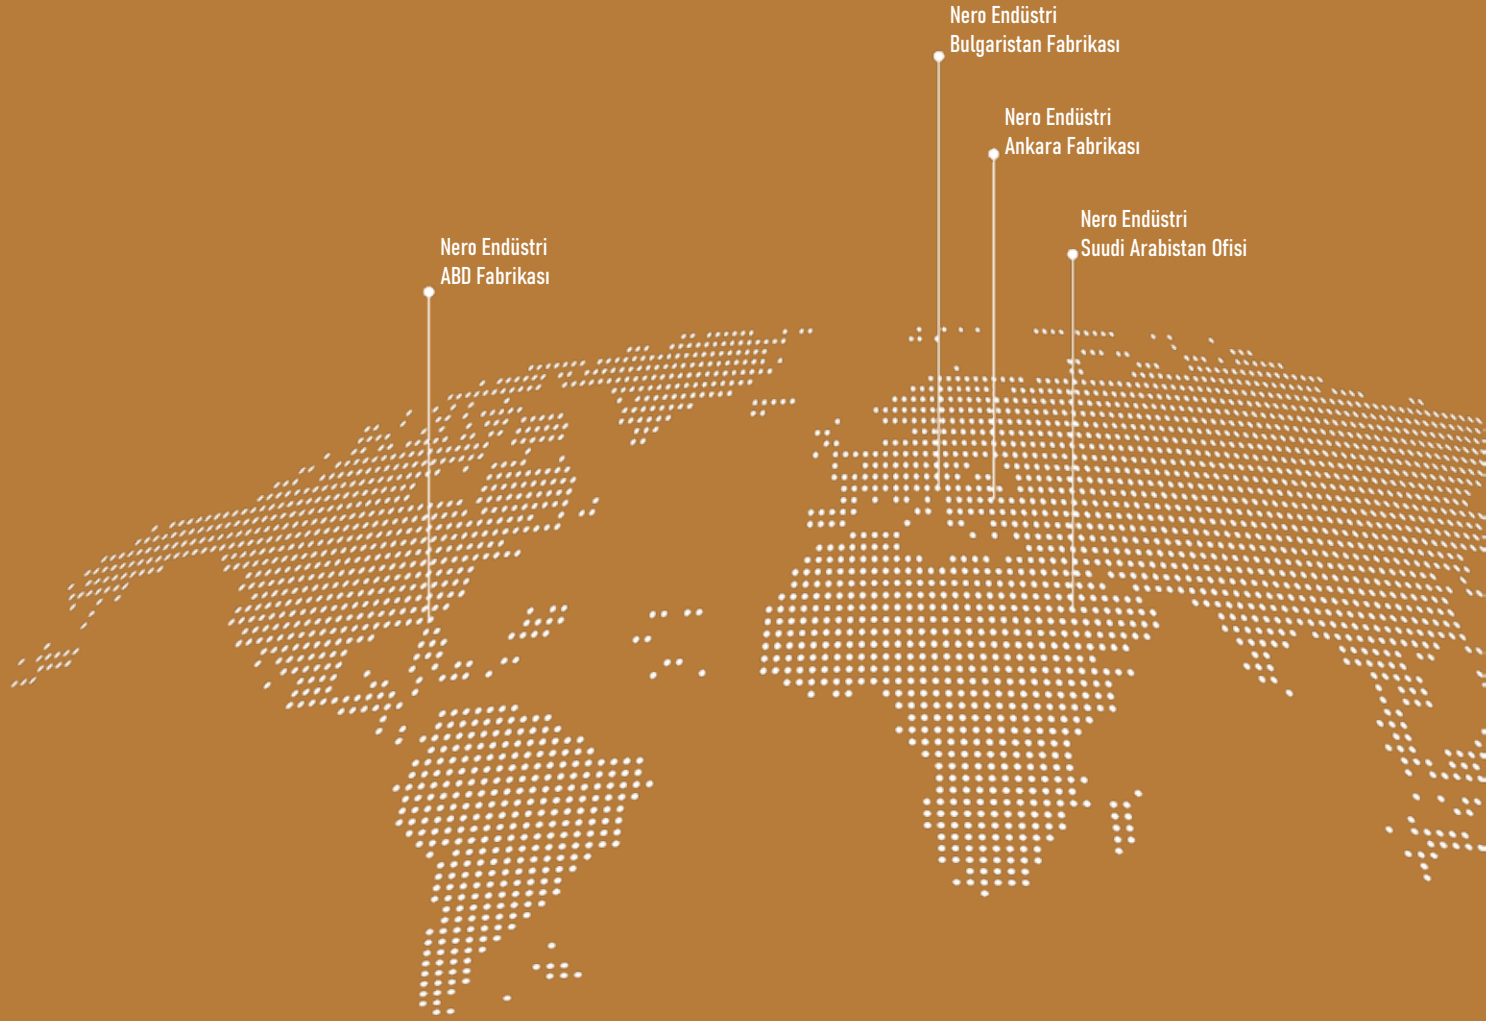 Nero Endüstri
Bulgaristan Fabrikası
Nero Endüstri
Ankara Fabrikası
Nero Endüstri
Suudi Arabistan Ofisi
Nero Endüstri
ABD Fabrikası